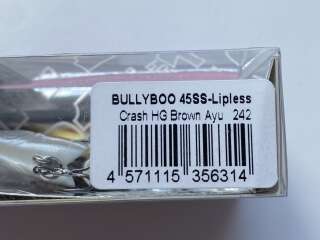 BULLYBOO 45SS-Lipless
Crash HG Brown Ayu 242
4 571115 356314